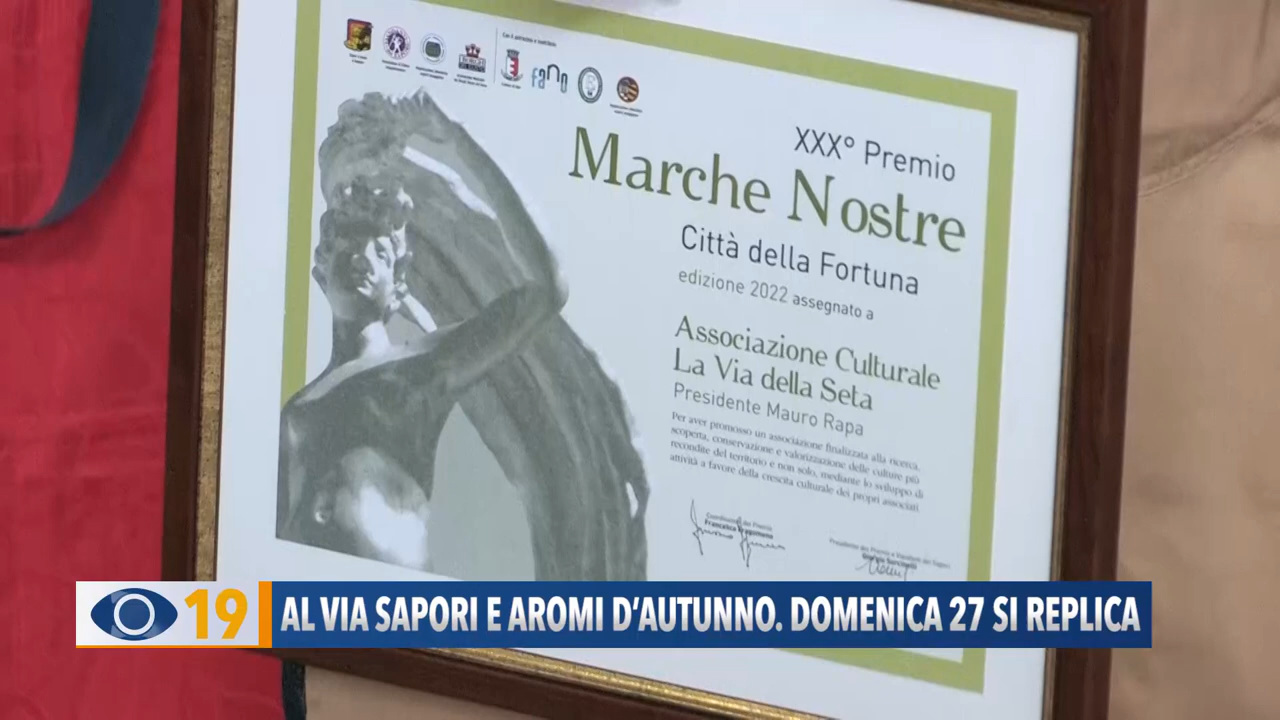 fano
XXX° Premio
Marche Nostre
Città della Fortuna
edizione 2022 assegnato a
Associazione Culturale
La Via della Seta
Presidente Mauro Rapa
Per aver promosso un associazione finalizzata alla ricerca,
scoperta, conservazione e valorizzazione delle culture più
recondite del territorio e non solo, mediante lo sviluppo di
attività a favore della crescita culturale dei propri associati.
19
AL VIA SAPORI E AROMI D'AUTUNNO. DOMENICA 27 SI REPLICA